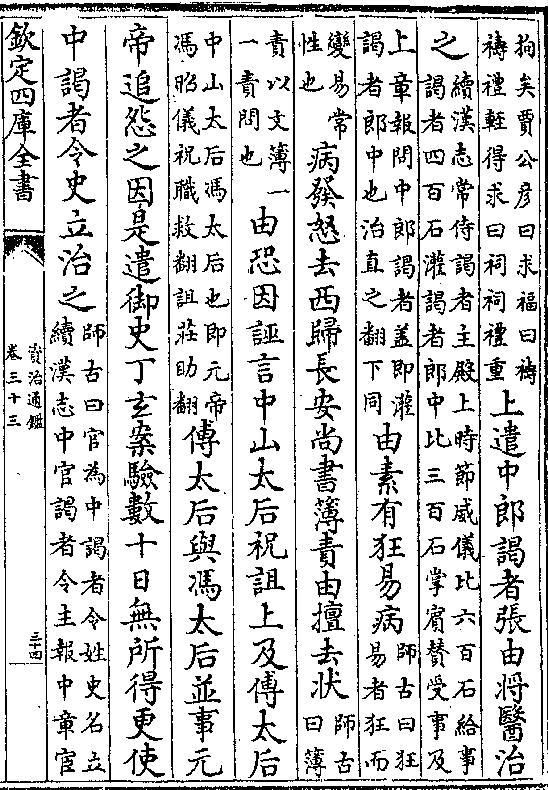 拘矣賈公彥曰求福曰禱
禱禮輕得求曰祠祠禮重
上遣中郎謁者張由將醫治
之
續漢志常侍謁者主殿上時節威儀比六百石給事
謁者四百石灌謁者郎中比三百石掌賓贊受事及
上章報問中郎謁者蓋即灌
謁者郎中也治直之翻下同
由素有狂易病
師古曰狂
易者狂而
變易常
性也
病發怒去西歸長安尚書簿責由擅去狀
師古
曰簿
責以文簿一
一責問也
由恐因誣言中山太后祝詛上及傅太后
中山太后馮太后也即元帝
馮昭儀祝職救翻詛莊助翻
傅太后與馮太后並事元
帝追怨之因是遣御史丁玄案驗數十日無所得更使
中謁者令史立治之
師古曰官為中謁者令姓史名立
續漢志中官謁者令主報中章宦
欽定四庫全書
資治通鑑
卷三十三
三十四